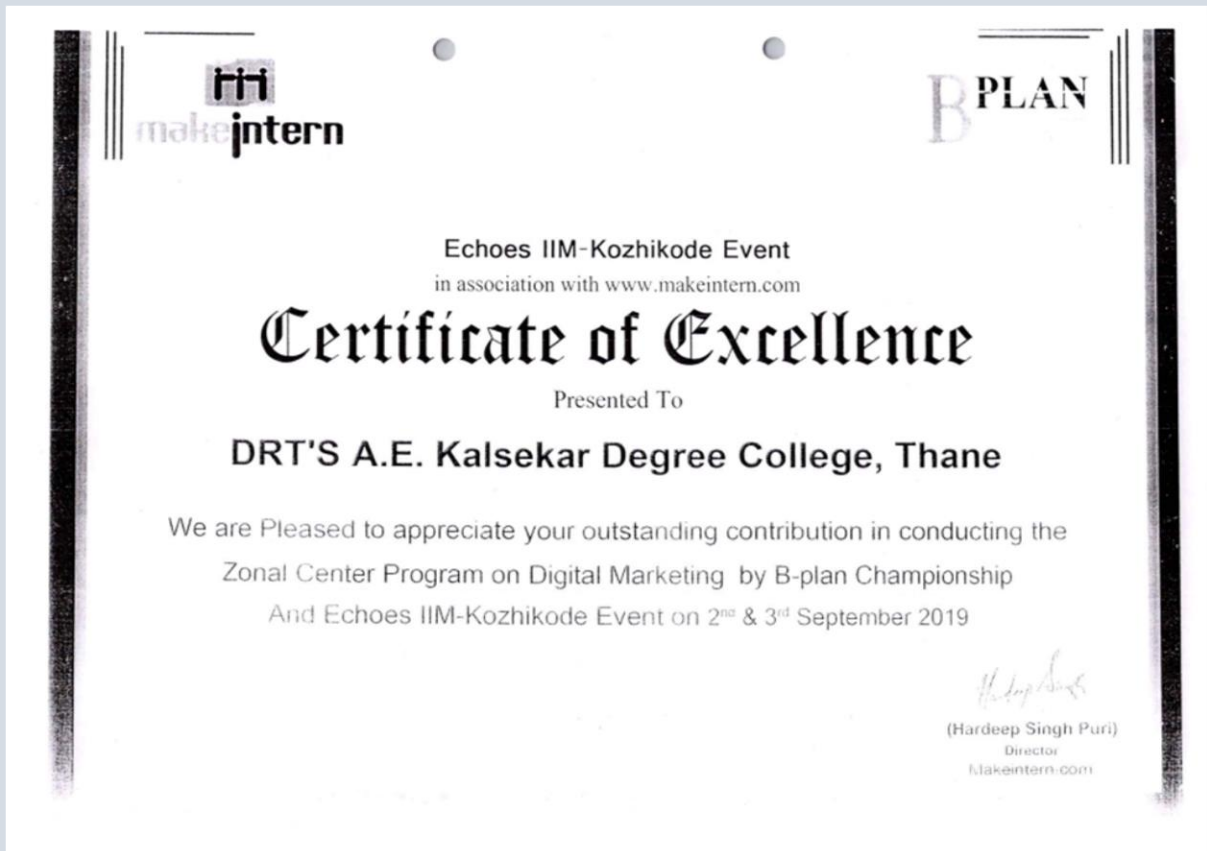 makeintern
B PLAN
Echoes IIM-Kozhikode Event
in association with www.makeintern.com
Certificate of Excellence
Presented To
DRT'S A.E. Kalsekar Degree College, Thane
We are Pleased to appreciate your outstanding contribution in conducting the
Zonal Center Program on Digital Marketing by B-plan Championship
And Echoes IIM-Kozhikode Event on 2nd & 3rd September 2019
Hardeep Singh
(Hardeep Singh Puri)
Director
Makeintern.com